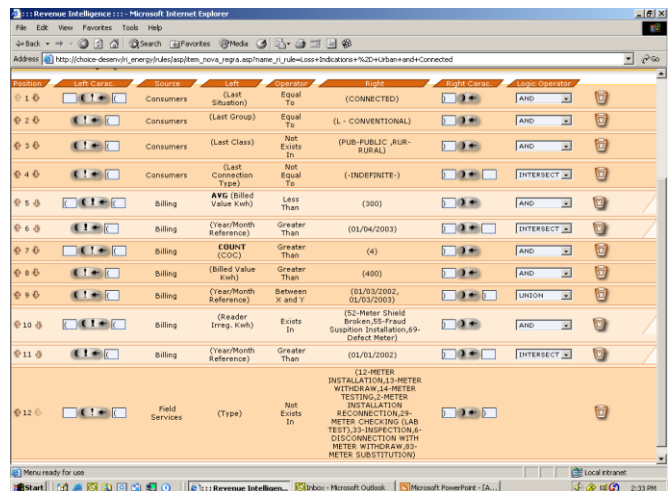 ::: Revenue Intelligence ::: - Microsoft Internet Explorer
File Edit View Favorites Tools Help
Back Search Favorites Media
Address http://choice-desenv/ri_energy/rules/asp/item_nova_regra.asp?name_ri_rule=Loss+Indications+%2D+Urban+and+Connected Go
Position Left Carac. Source Left Operator Right Right Carac. Logic Operator
1 ( ! ( Consumers (Last Situation) Equal To (CONNECTED) ) ) AND
2 ( ! ( Consumers (Last Group) Equal To (L - CONVENTIONAL) ) ) AND
3 ( ! ( Consumers (Last Class) Not Exists In (PUB-PUBLIC ,RUR-RURAL) ) ) AND
4 ( ! ( Consumers (Last Connection Type) Not Equal To (-INDEFINITE-) ) ) INTERSECT
5 ( ( ! ( Billing AVG (Billed Value Kwh) Less Than (300) ) ) AND
6 ( ! ( Billing (Year/Month Reference) Greater Than (01/04/2003) ) ) INTERSECT
7 ( ( ! ( Billing COUNT (COC) Greater Than (4) ) ) AND
8 ( ! ( Billing (Billed Value Kwh) Greater Than (400) ) ) AND
9 ( ! ( Billing (Year/Month Reference) Between X and Y (01/03/2002, 01/03/2003) ) ) ) UNION
10 ( ( ! ( Billing (Reader Irreg. Kwh) Exists In (52-Meter Shield Broken,55-Fraud Suspition Installation,69-Defect Meter) ) ) AND
11 ( ! ( Billing (Year/Month Reference) Greater Than (01/01/2002) ) ) INTERSECT
12 ( ( ! ( Field Services (Type) Not Exists In (12-METER INSTALLATION,13-METER WITHDRAW,14-METER TESTING,2-METER INSTALLATION RECONNECTION,29-METER CHECKING (LAB TEST),33-INSPECTION,6-DISCONNECTION WITH METER WITHDRAW,83-METER SUBSTITUTION) ) ) )
Menu ready for use Local intranet
Start ::: Revenue Intelligen... Inbox - Microsoft Outlook Microsoft PowerPoint - [A... 2:33 PM